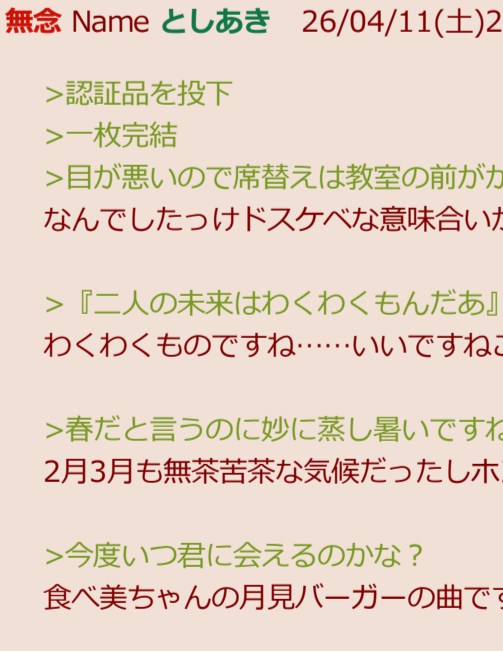 無念 Name としあき 26/04/11(土)2
>認証品を投下
>一枚完結
>目が悪いので席替えは教室の前が
なんでしたっけドスケベな意味合い
>『二人の未来はわくわくもんだあ』
わくわくものですね……いいですね
>春だと言うのに妙に蒸し暑いです
2月3月も無茶苦茶な気候だったしホ
>今度いつ君に会えるのかな？
食べ美ちゃんの月見バーガーの曲で